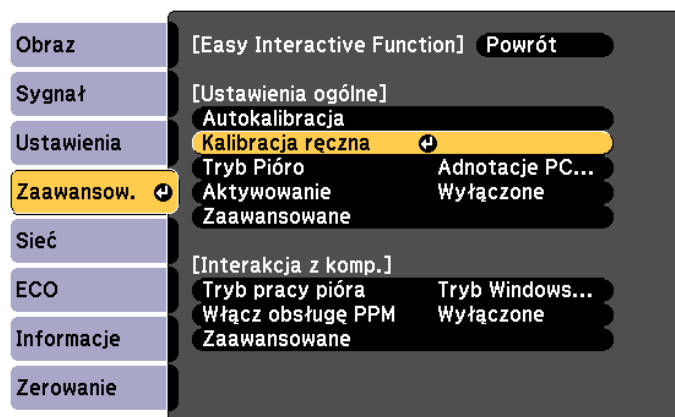 Obraz
Sygnał
Ustawienia
Zaawansow.
Sieć
ECO
Informacje
Zerowanie
[Easy Interactive Function] Powrót
[Ustawienia ogólne]
Autokalibracja
Kalibracja ręczna
Tryb Pióro Adnotacje PC...
Aktywowanie Wyłączone
Zaawansowane
[Interakcja z komp.]
Tryb pracy pióra Tryb Windows...
Włącz obsługę PPM Wyłączone
Zaawansowane